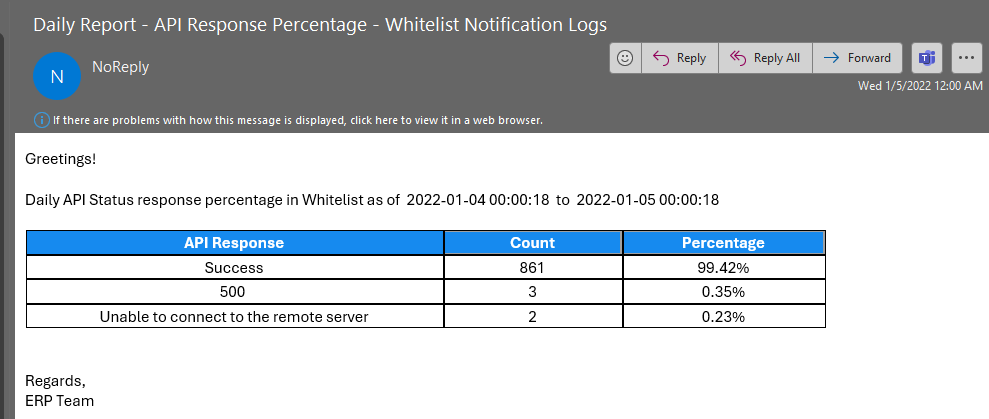 Daily Report - API Response Percentage - Whitelist Notification Logs
N
NoReply
Reply Reply All Forward
Wed 1/5/2022 12:00 AM
If there are problems with how this message is displayed, click here to view it in a web browser.
Greetings!
Daily API Status response percentage in Whitelist as of 2022-01-04 00:00:18 to 2022-01-05 00:00:18
API Response Count Percentage
Success 861 99.42%
500 3 0.35%
Unable to connect to the remote server 2 0.23%
Regards,
ERP Team